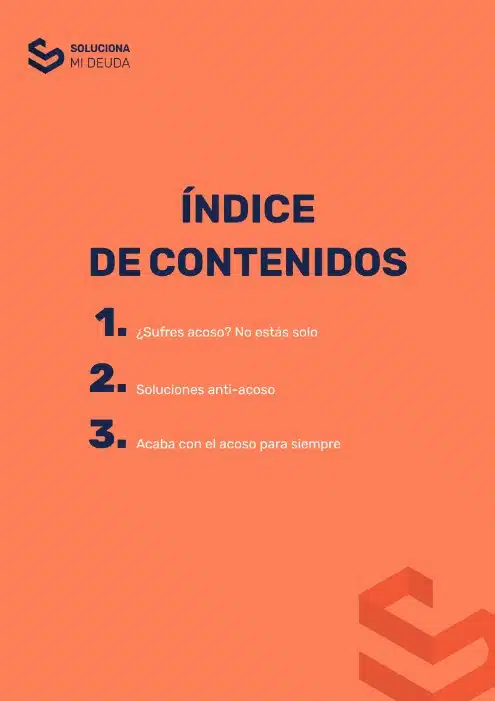 SOLUCIONA
MI DEUDA
ÍNDICE
DE CONTENIDOS
1. ¿Sufres acoso? No estás solo
2. Soluciones anti-acoso
3. Acaba con el acoso para siempre